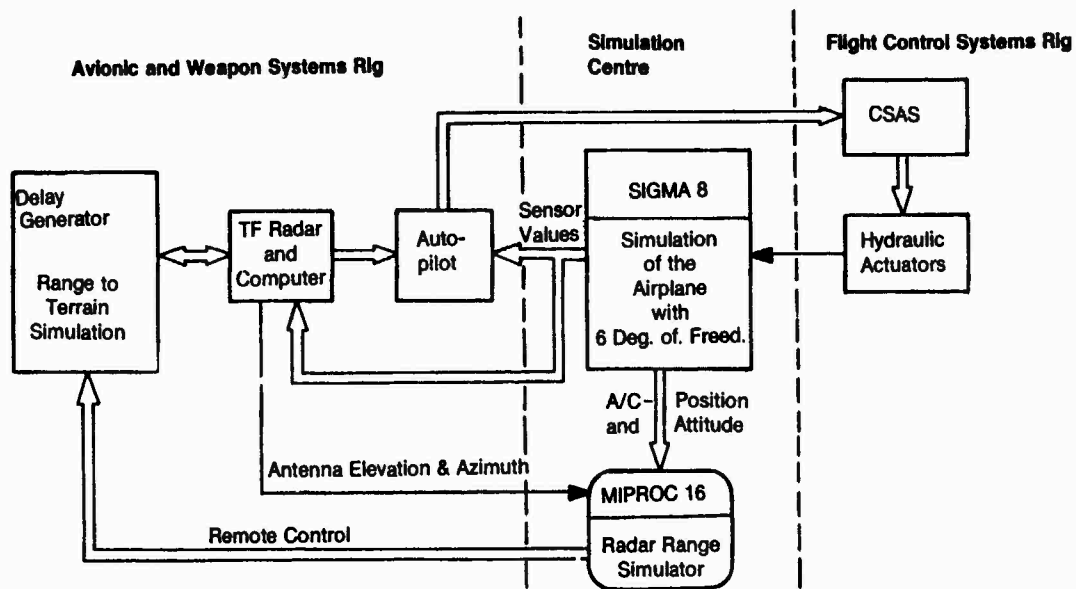 Avionic and Weapon Systems Rig
Simulation
Centre
Flight Control Systems Rig
CSAS
Delay
Generator
Range to
Terrain
Simulation
TF Radar
and
Computer
Auto-
pilot
Sensor
Values
SIGMA 8
Simulation
of the
Airplane
with
6 Deg. of. Freed.
Hydraulic
Actuators
A/C- Position
and Attitude
Antenna Elevation & Azimuth
MIPROC 16
Remote Control
Radar Range
Simulator